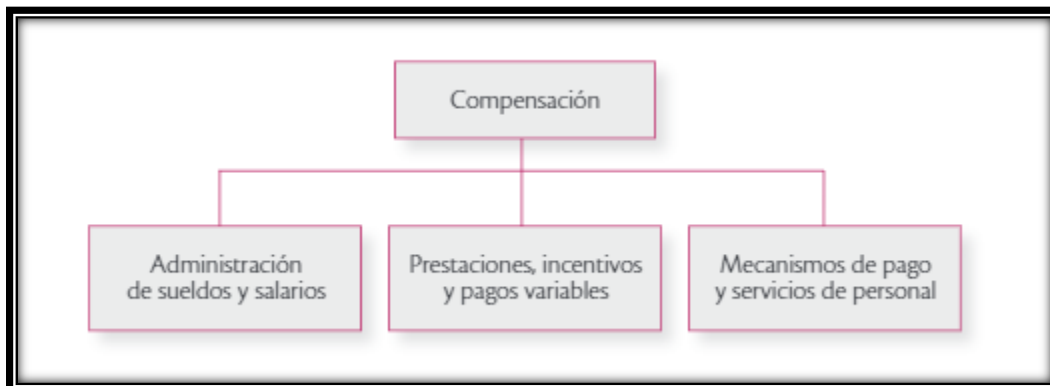 Compensación
Administración
de sueldos y salarios
Prestaciones, incentivos
y pagos variables
Mecanismos de pago
y servicios de personal